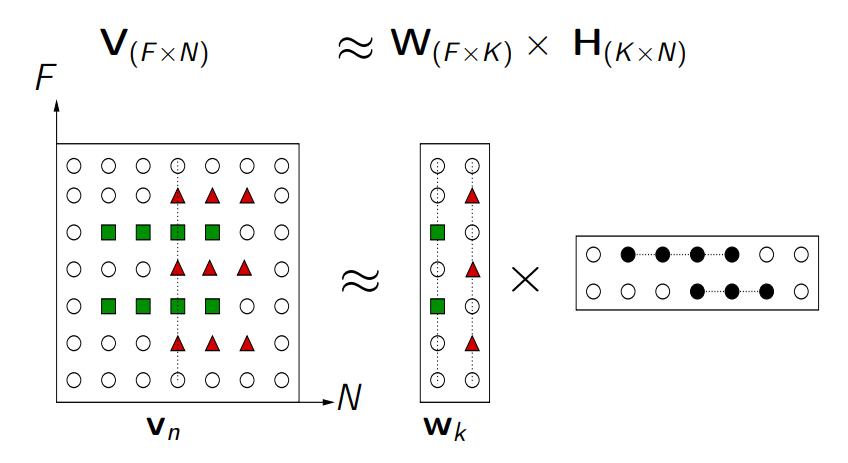 V(F×N) ≈ W(F×K) × H(K×N)
F
≈ ×
N
vn wk